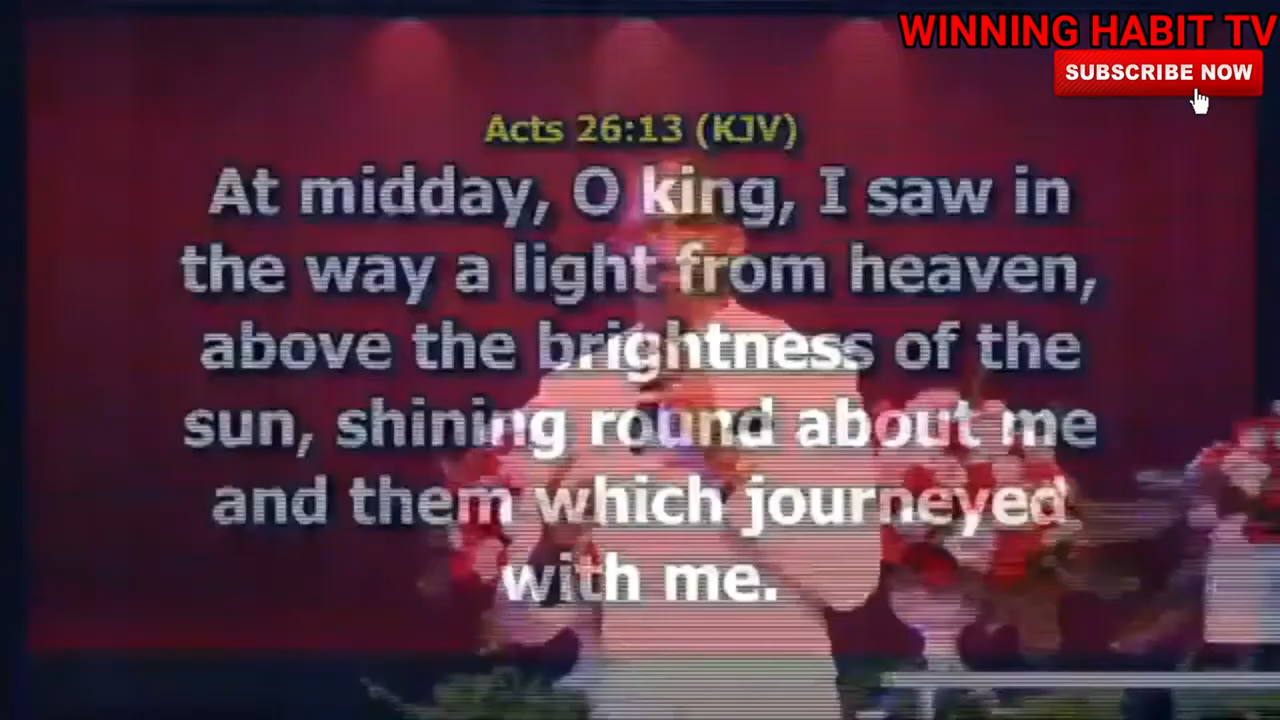 WINNING HABIT TV
SUBSCRIBE NOW
Acts 26:13 (KJV)
At midday, O king, I saw in
the way a light from heaven,
above the brightness of the
sun, shining round about me
and them which journeyed
with me.